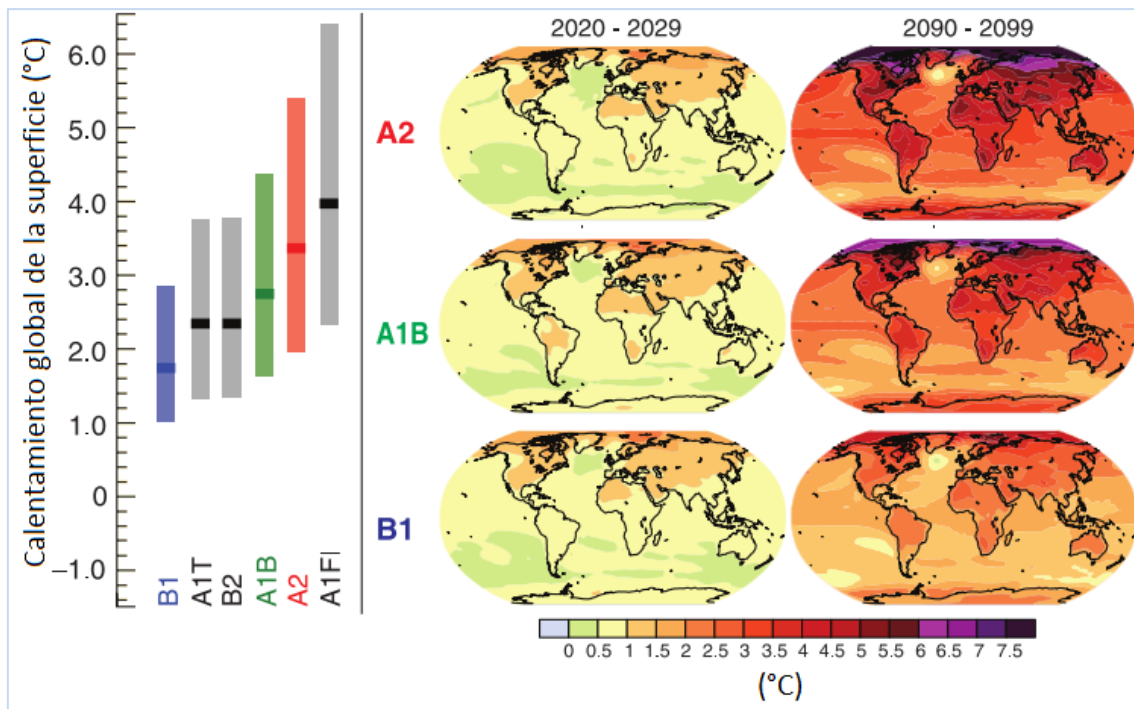 Calentamiento global de la superficie (°C)
6.0
5.0
4.0
3.0
2.0
1.0
0
−1.0
B1
A1T
B2
A1B
A2
A1FI
2020 - 2029
2090 - 2099
A2
A1B
B1
0 0.5 1 1.5 2 2.5 3 3.5 4 4.5 5 5.5 6 6.5 7 7.5
(°C)